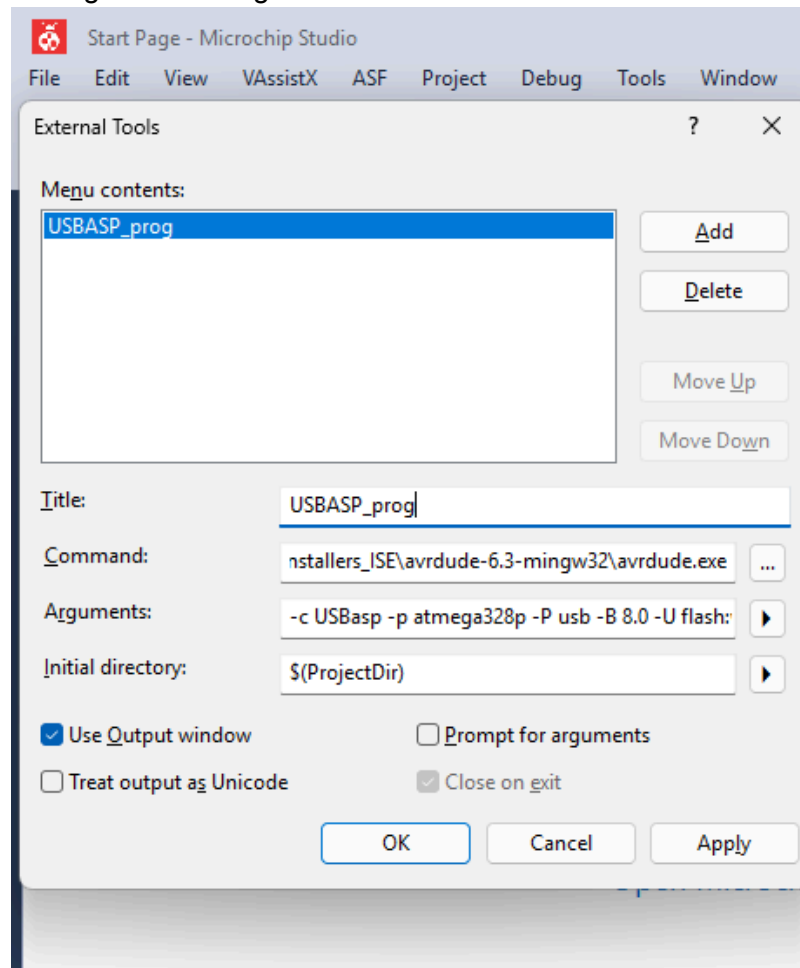 Start Page - Microchip Studio
File Edit View VAssistX ASF Project Debug Tools Window
External Tools ?
Menu contents:
USBASP_prog
Add
Delete
Move Up
Move Down
Title: USBASP_prog
Command: nstallers_ISE\avrdude-6.3-mingw32\avrdude.exe ...
Arguments: -c USBasp -p atmega328p -P usb -B 8.0 -U flash:
Initial directory: $(ProjectDir)
Use Output window Prompt for arguments
Treat output as Unicode Close on exit
OK Cancel Apply